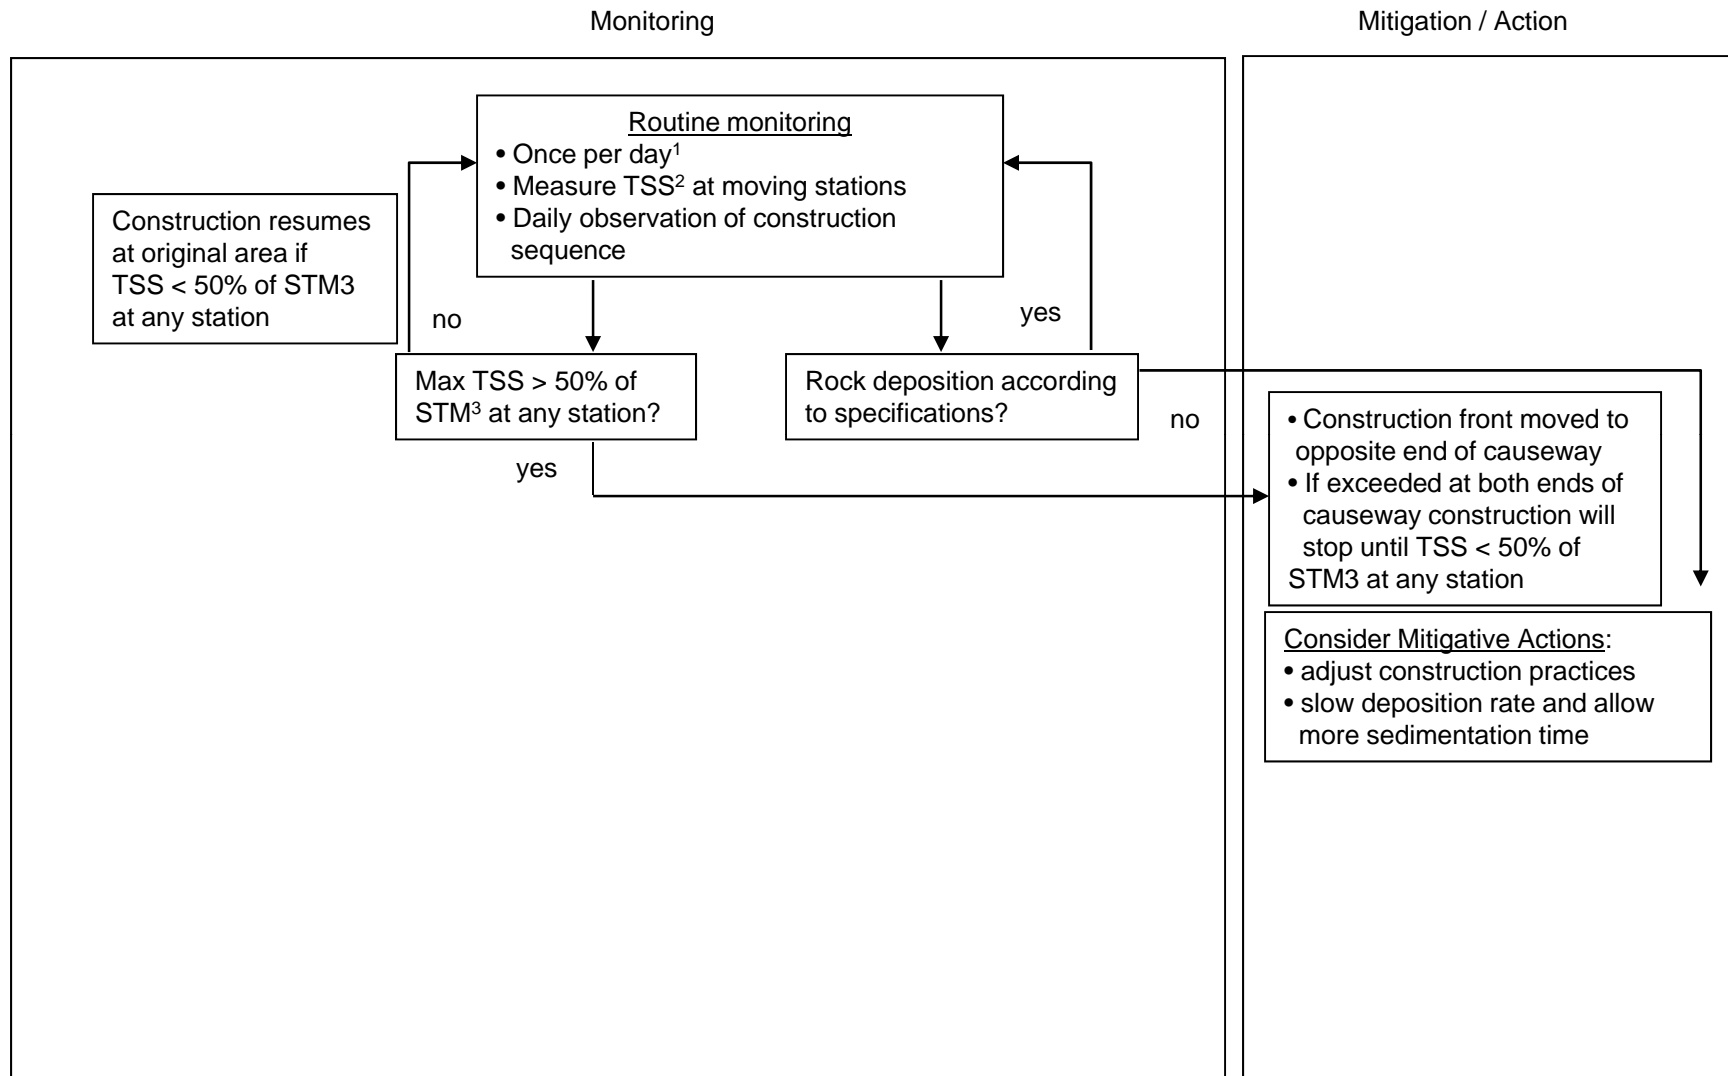 Monitoring
Mitigation / Action
Routine monitoring
• Once per day¹
• Measure TSS² at moving stations
• Daily observation of construction
sequence
Construction resumes
at original area if
TSS < 50% of STM3
at any station
no
yes
Max TSS > 50% of
STM³ at any station?
Rock deposition according
to specifications?
no
yes
• Construction front moved to
opposite end of causeway
• If exceeded at both ends of
causeway construction will
stop until TSS < 50% of
STM3 at any station
Consider Mitigative Actions:
• adjust construction practices
• slow deposition rate and allow
more sedimentation time